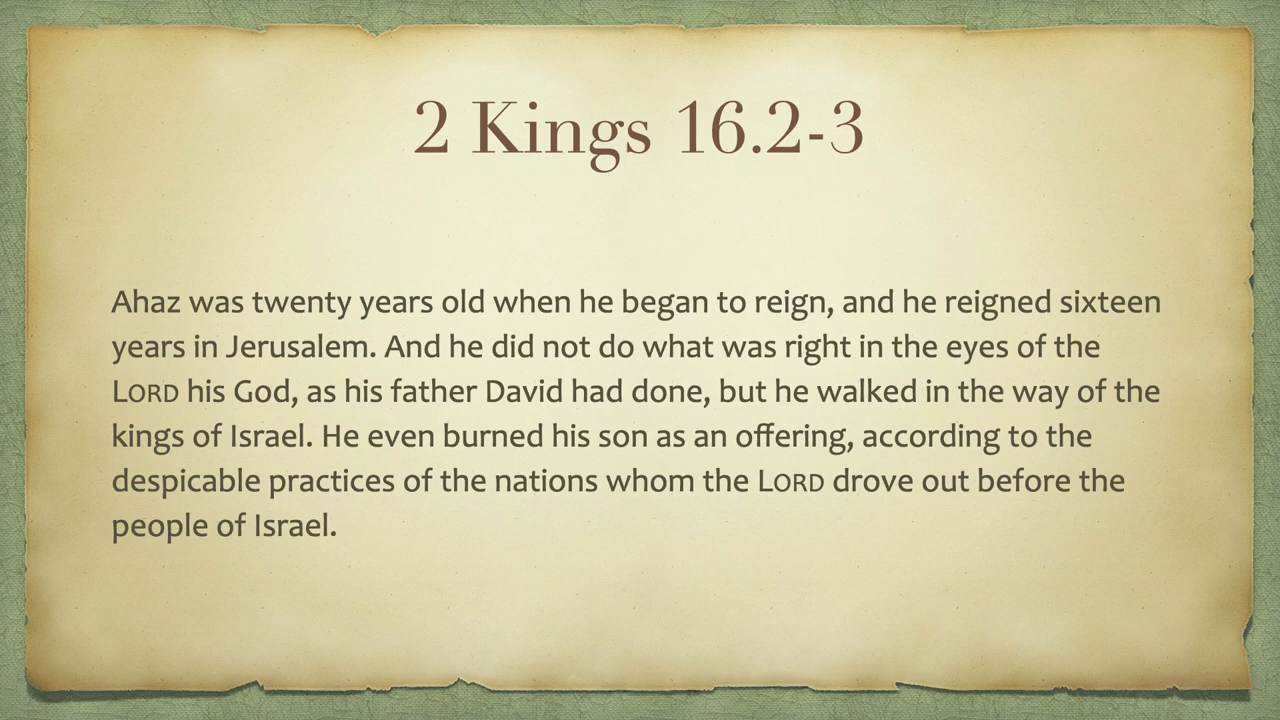 2 Kings 16.2-3
Ahaz was twenty years old when he began to reign, and he reigned sixteen
years in Jerusalem. And he did not do what was right in the eyes of the
LORD his God, as his father David had done, but he walked in the way of the
kings of Israel. He even burned his son as an offering, according to the
despicable practices of the nations whom the LORD drove out before the
people of Israel.